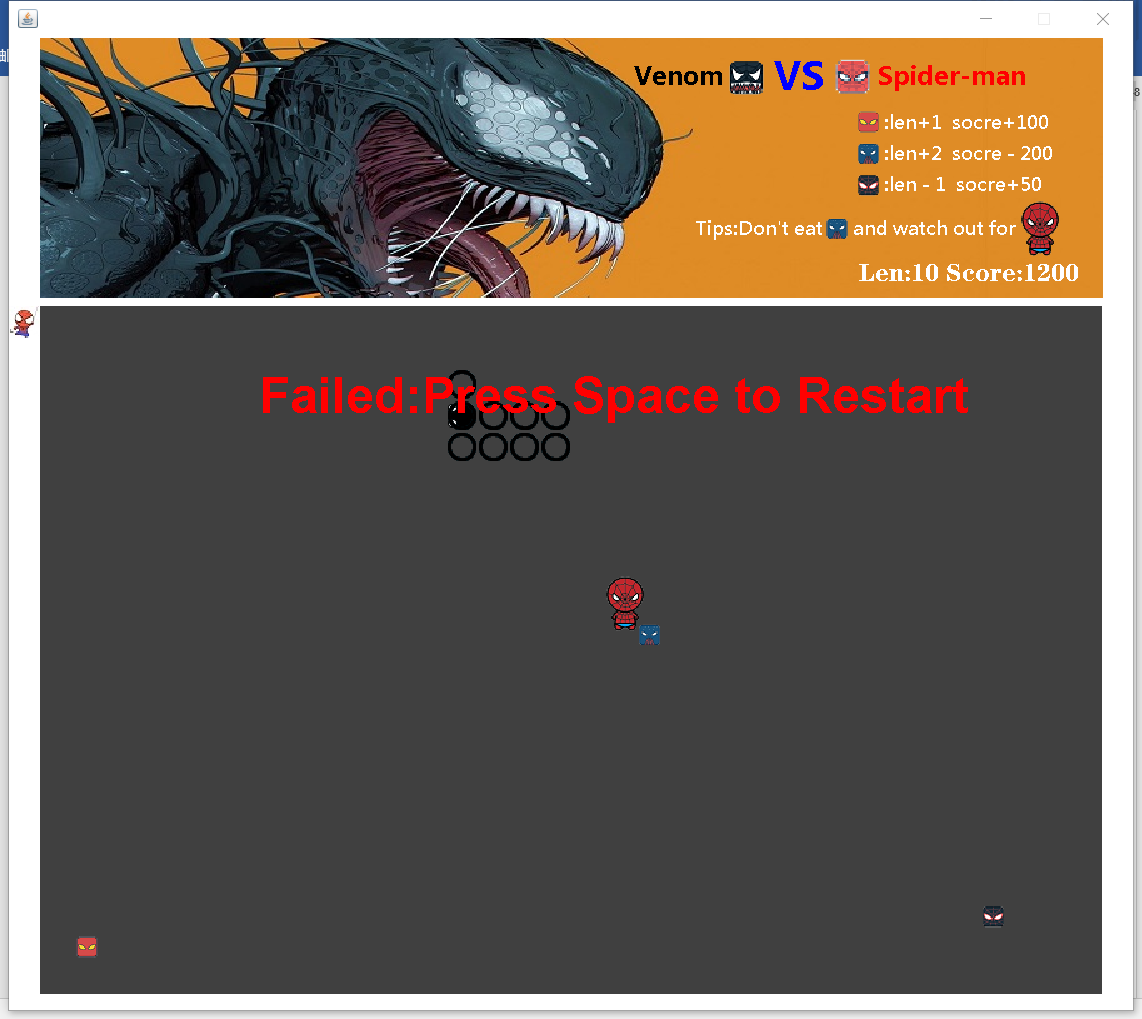 Venom VS Spider-man
:len+1 socre+100
:len+2 socre - 200
:len - 1 socre+50
Tips:Don't eat and watch out for
Len:10 Score:1200
Failed:Press Space to Restart
8